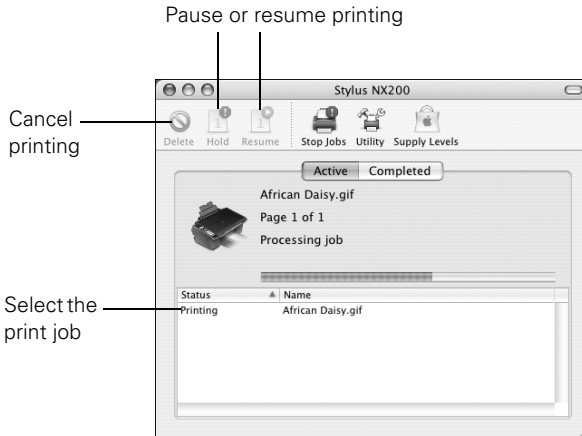 Pause or resume printing
Stylus NX200
Cancel
printing
Delete Hold Resume Stop Jobs Utility Supply Levels
Active Completed
African Daisy.gif
Page 1 of 1
Processing job
Select the
print job
Status Name
Printing African Daisy.gif